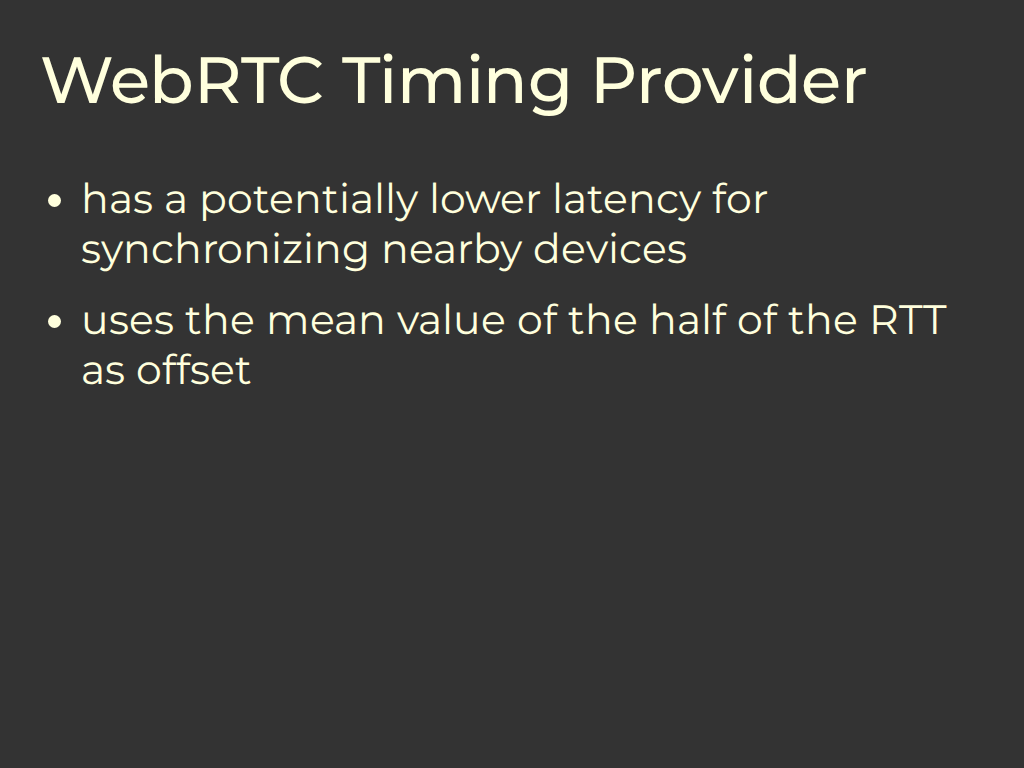 WebRTC Timing Provider
• has a potentially lower latency for
synchronizing nearby devices
• uses the mean value of the half of the RTT
as offset